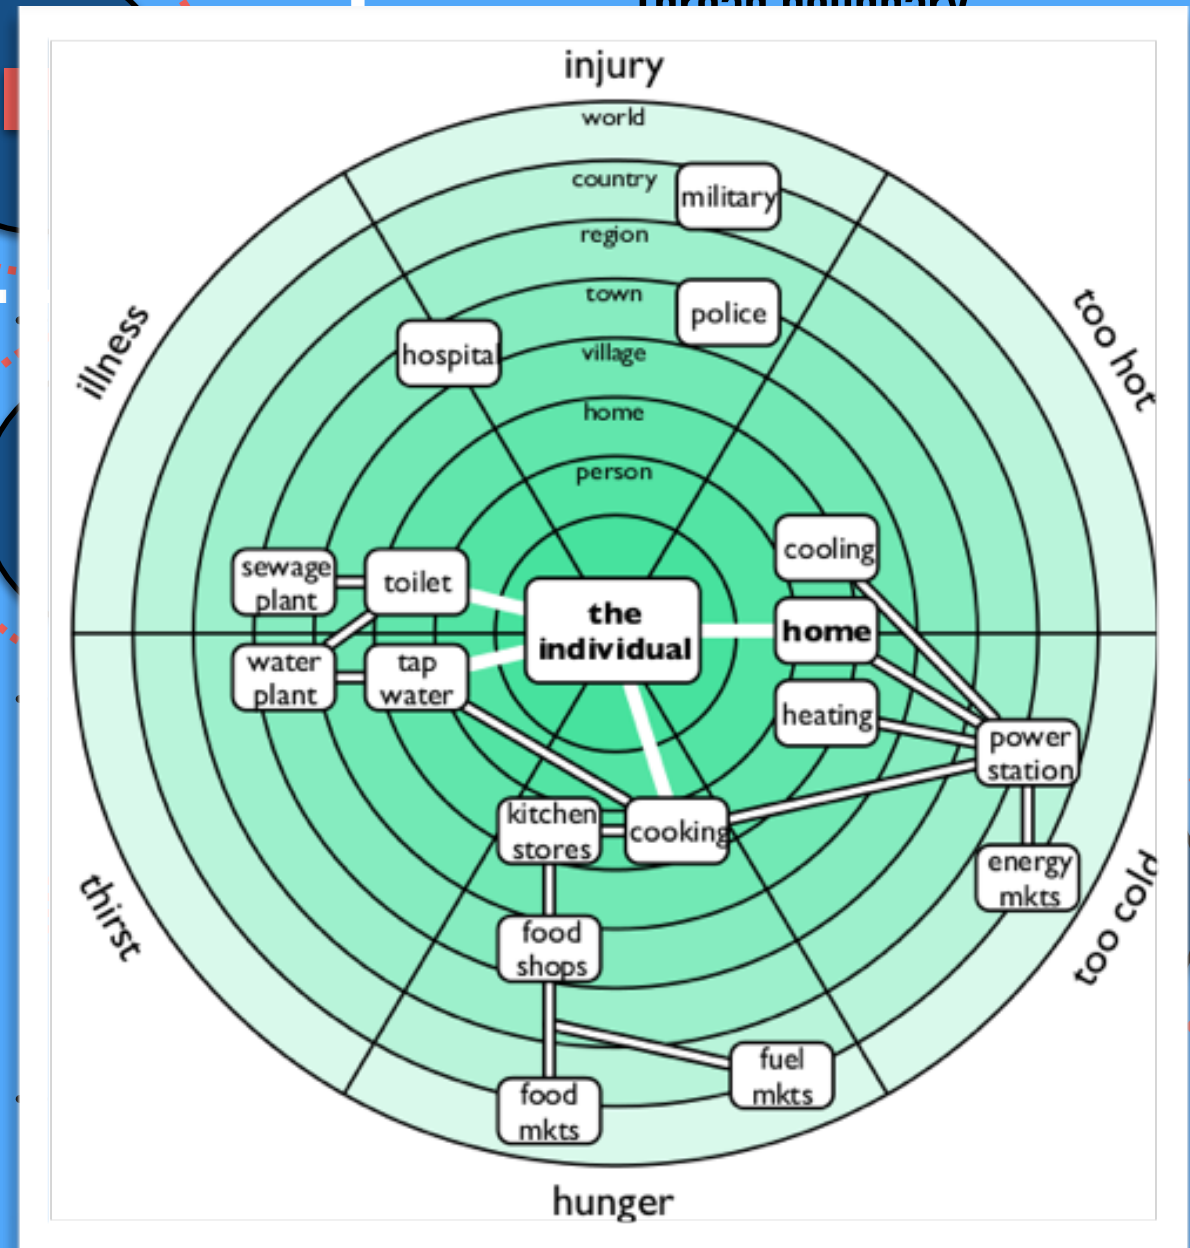 injury
world
country
military
region
town
police
illness
too hot
hospital
village
home
person
cooling
sewage
plant
toilet
the
individual
home
water
plant
tap
water
heating
power
station
kitchen
stores
cooking
energy
mkts
thirst
too cold
food
shops
fuel
mkts
food
mkts
hunger